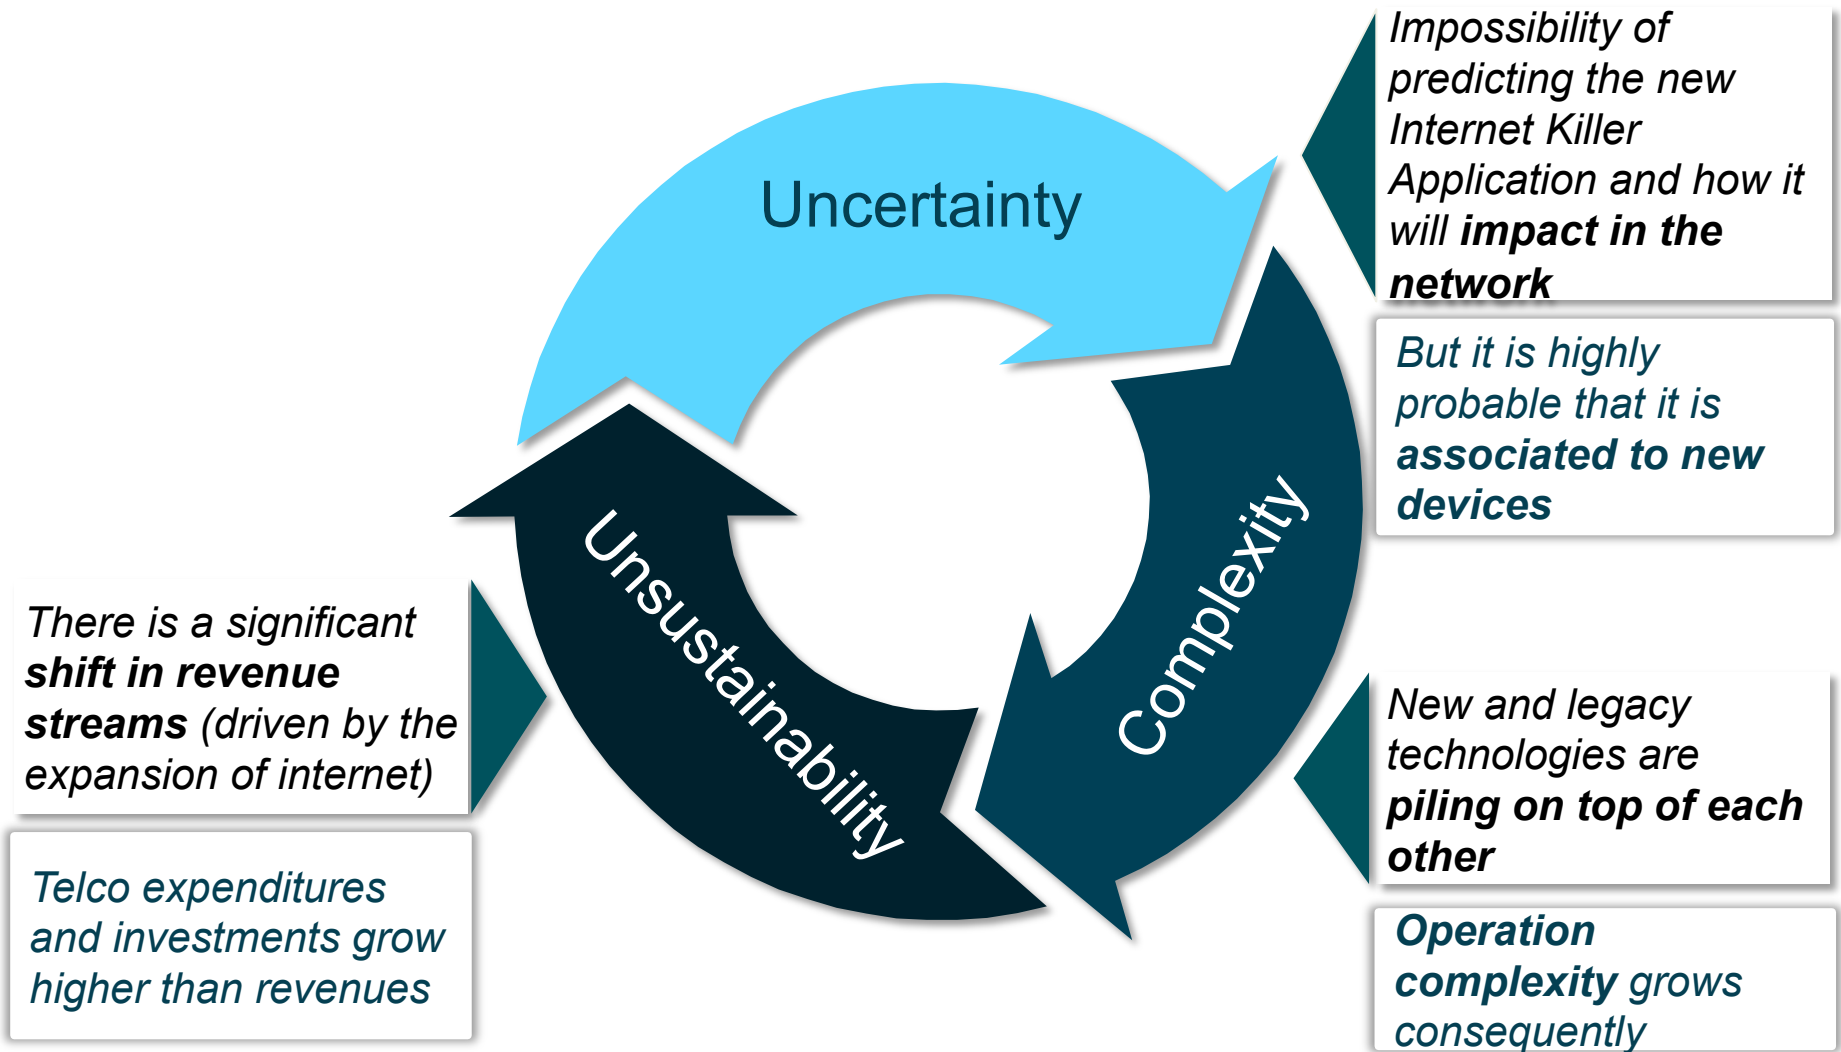 Uncertainty
Impossibility of
predicting the new
Internet Killer
Application and how it
will impact in the
network
But it is highly
probable that it is
associated to new
devices
Complexity
New and legacy
technologies are
piling on top of each
other
Operation
complexity grows
consequently
Unsustainability
There is a significant
shift in revenue
streams (driven by the
expansion of internet)
Telco expenditures
and investments grow
higher than revenues